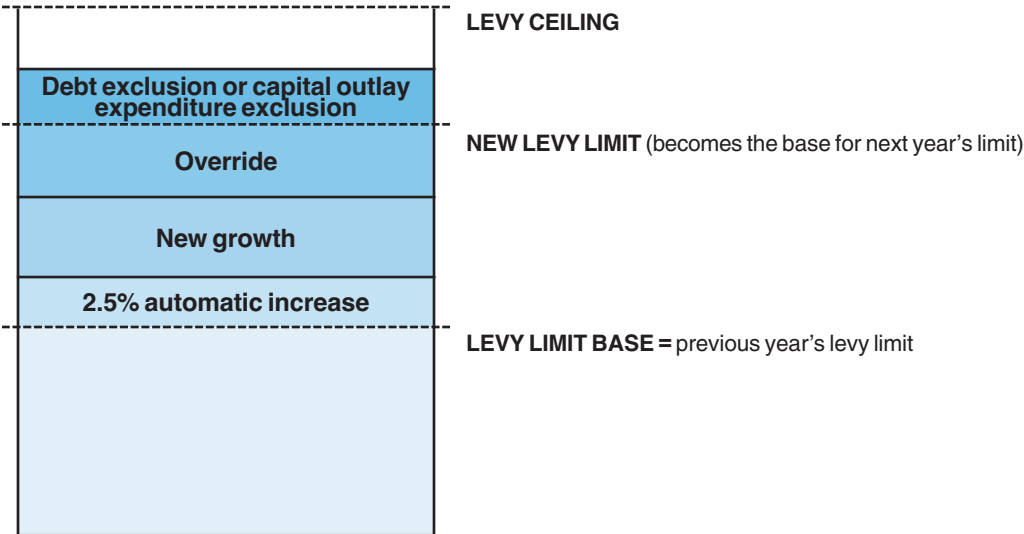 LEVY CEILING
Debt exclusion or capital outlay
expenditure exclusion
NEW LEVY LIMIT (becomes the base for next year’s limit)
Override
New growth
2.5% automatic increase
LEVY LIMIT BASE = previous year’s levy limit